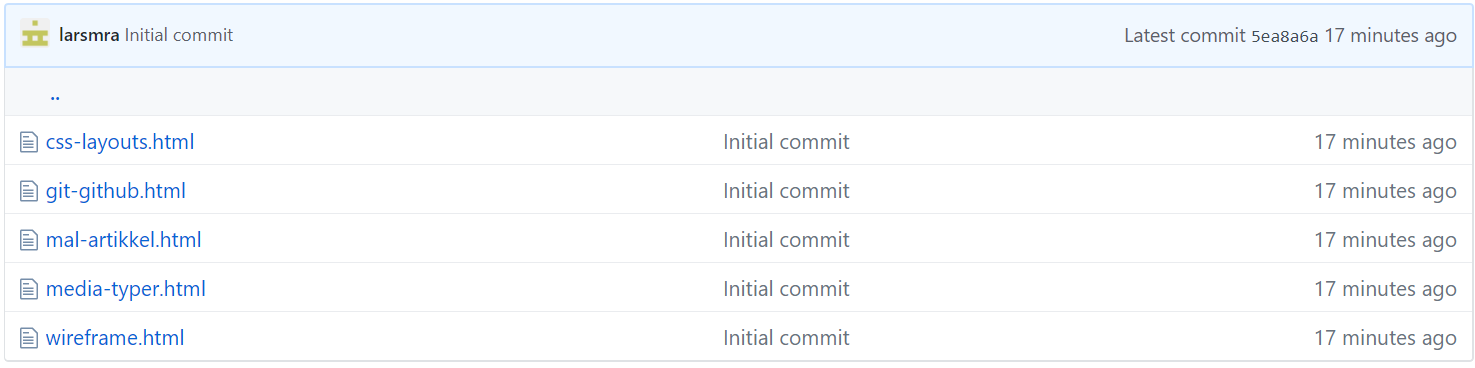 larsmra Initial commit Latest commit 5ea8a6a 17 minutes ago
..
css-layouts.html Initial commit 17 minutes ago
git-github.html Initial commit 17 minutes ago
mal-artikkel.html Initial commit 17 minutes ago
media-typer.html Initial commit 17 minutes ago
wireframe.html Initial commit 17 minutes ago